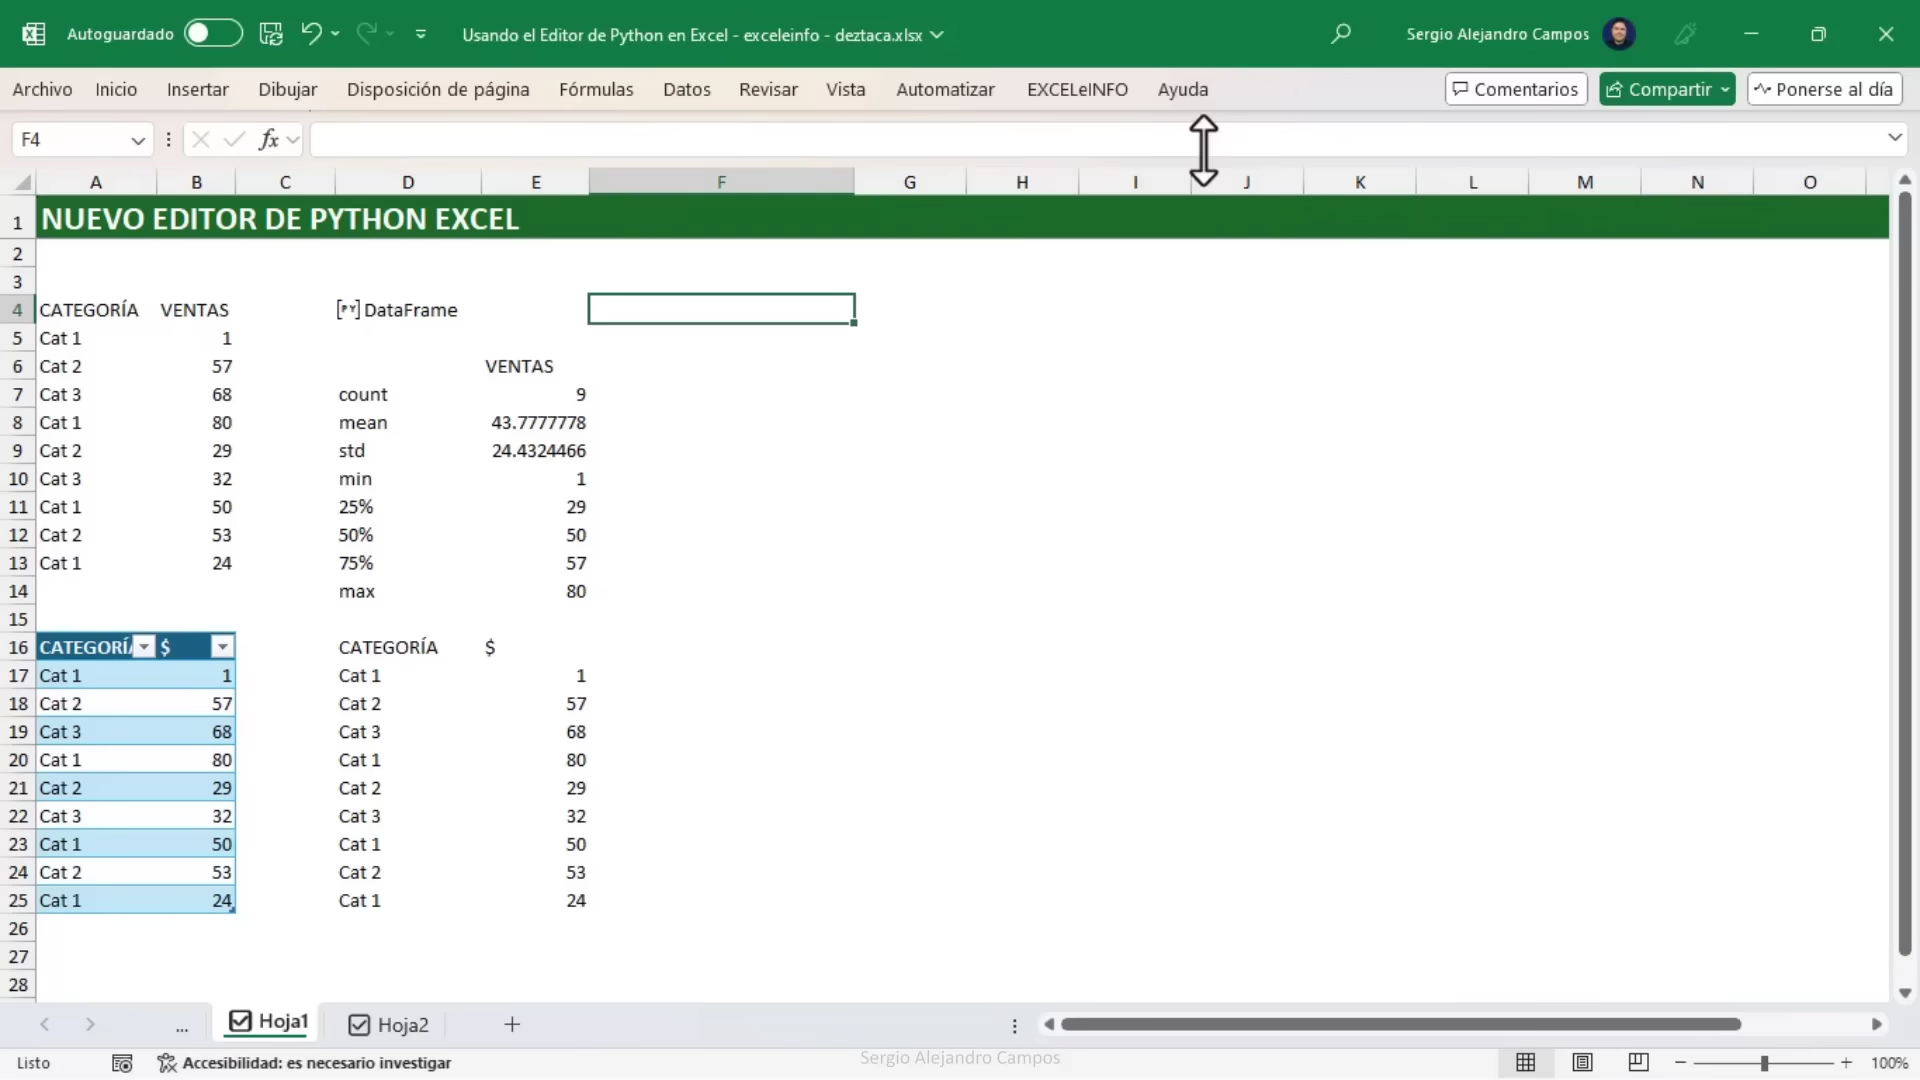 Autoguardado
Usando el Editor de Python en Excel - exceleinfo - deztaca.xlsx
Sergio Alejandro Campos
Archivo Inicio Insertar Dibujar Disposición de página Fórmulas Datos Revisar Vista Automatizar EXCELeINFO Ayuda Comentarios Compartir Ponerse al día
F4 fx
A B C D E F G H I J K L M N O
1 NUEVO EDITOR DE PYTHON EXCEL
2
3
4 CATEGORÍA VENTAS [PY] DataFrame
5 Cat 1 1
6 Cat 2 57 VENTAS
7 Cat 3 68 count 9
8 Cat 1 80 mean 43.7777778
9 Cat 2 29 std 24.4324466
10 Cat 3 32 min 1
11 Cat 1 50 25% 29
12 Cat 2 53 50% 50
13 Cat 1 24 75% 57
14 max 80
15
16 CATEGORÍA $ CATEGORÍA $
17 Cat 1 1 Cat 1 1
18 Cat 2 57 Cat 2 57
19 Cat 3 68 Cat 3 68
20 Cat 1 80 Cat 1 80
21 Cat 2 29 Cat 2 29
22 Cat 3 32 Cat 3 32
23 Cat 1 50 Cat 1 50
24 Cat 2 53 Cat 2 53
25 Cat 1 24 Cat 1 24
26
27
28
... Hoja1 Hoja2 +
Listo Accesibilidad: es necesario investigar Sergio Alejandro Campos 100%